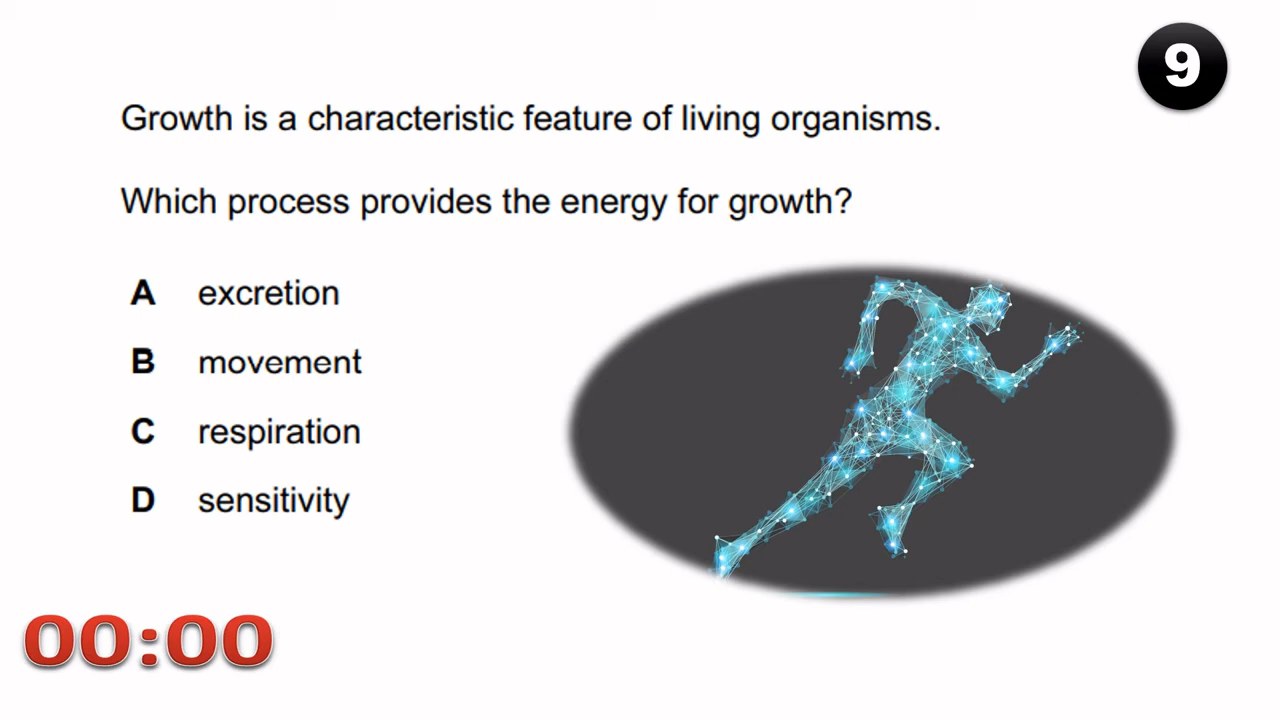 9
Growth is a characteristic feature of living organisms.
Which process provides the energy for growth?
A excretion
B movement
C respiration
D sensitivity
00:00